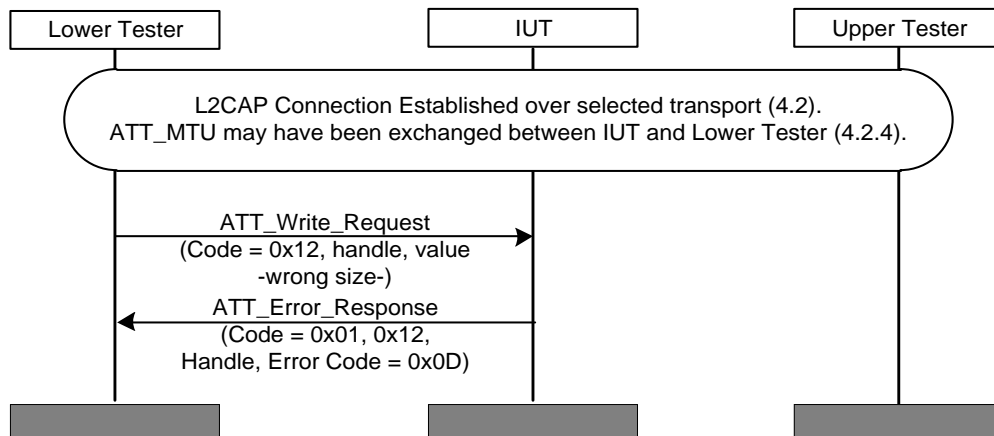 Lower Tester
IUT
Upper Tester
L2CAP Connection Established over selected transport (4.2).
ATT_MTU may have been exchanged between IUT and Lower Tester (4.2.4).
ATT_Write_Request
(Code = 0x12, handle, value
-wrong size-)
ATT_Error_Response
(Code = 0x01, 0x12,
Handle, Error Code = 0x0D)